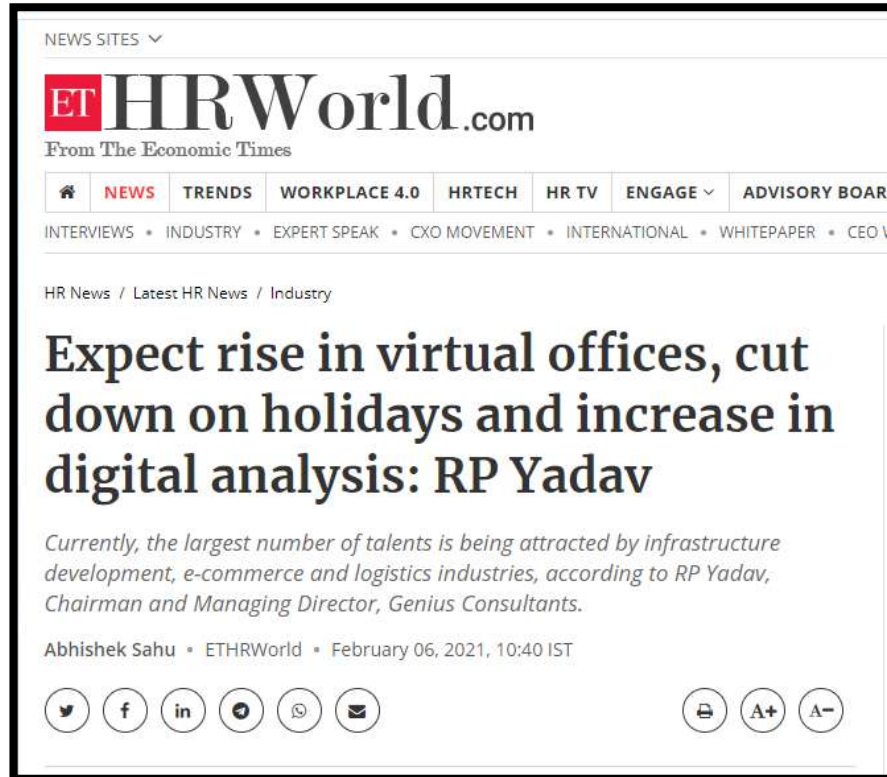 NEWS SITES
ET HRWorld.com
From The Economic Times
NEWS TRENDS WORKPLACE 4.0 HRTECH HR TV ENGAGE ADVISORY BOAR
INTERVIEWS • INDUSTRY • EXPERT SPEAK • CXO MOVEMENT • INTERNATIONAL • WHITEPAPER • CEO V
HR News / Latest HR News / Industry
Expect rise in virtual offices, cut
down on holidays and increase in
digital analysis: RP Yadav
Currently, the largest number of talents is being attracted by infrastructure
development, e-commerce and logistics industries, according to RP Yadav,
Chairman and Managing Director, Genius Consultants.
Abhishek Sahu • ETHRWorld • February 06, 2021, 10:40 IST
f in A+ A-